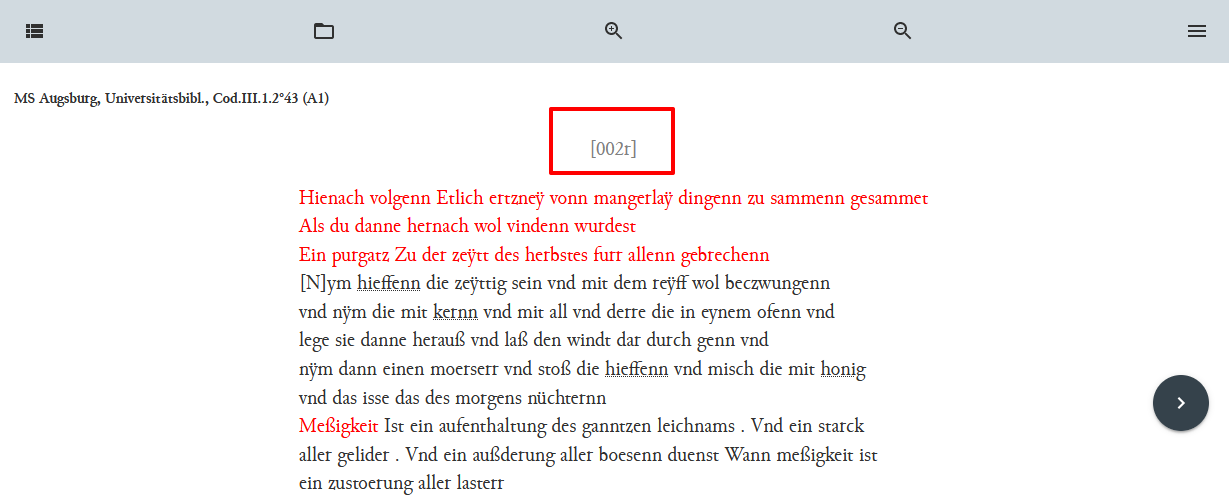 MS Augsburg, Universitätsbibl., Cod.III.1.2°43 (A1)
[002r]
Hienach volgenn Etlich ertzneÿ vonn mangerlaÿ dingenn zu sammenn gesammet
Als du danne hernach wol vindenn wurdest
Ein purgatz Zu der zeÿtt des herbstes furr allenn gebrechenn
[N]ym hieffenn die zeÿttig sein vnd mit dem reÿff wol beczwungenn
vnd nÿm die mit kernn vnd mit all vnd derre die in eynem ofenn vnd
lege sie danne herauß vnd laß den windt dar durch genn vnd
nÿm dann einen moerserr vnd stoß die hieffenn vnd misch die mit honig
vnd das isse das des morgens nüchternn
Meßigkeit Ist ein aufenthaltung des ganntzen leichnams . Vnd ein starck
aller gelider . Vnd ein außderung aller boesenn duenst Wann meßigkeit ist
ein zustoerung aller lasterr